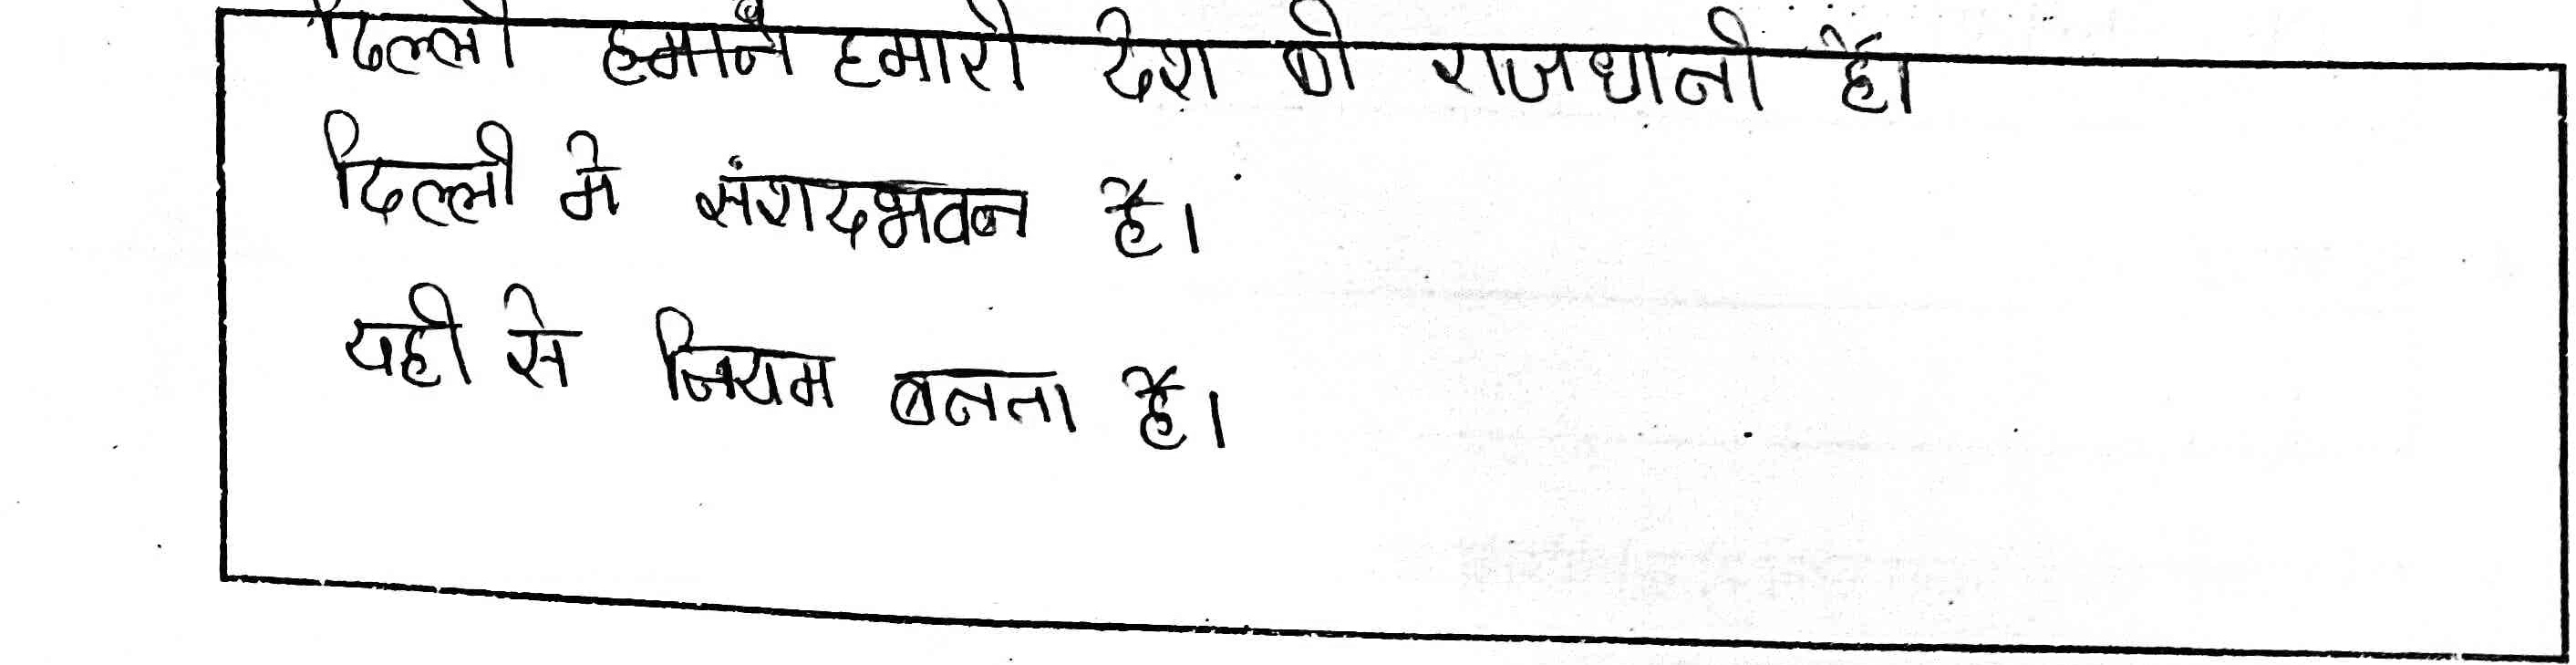 दिल्ली हमाने हमारी देश की राजधानी है।
दिल्ली मे संशदभवन है।
यही से नियम बनता है।